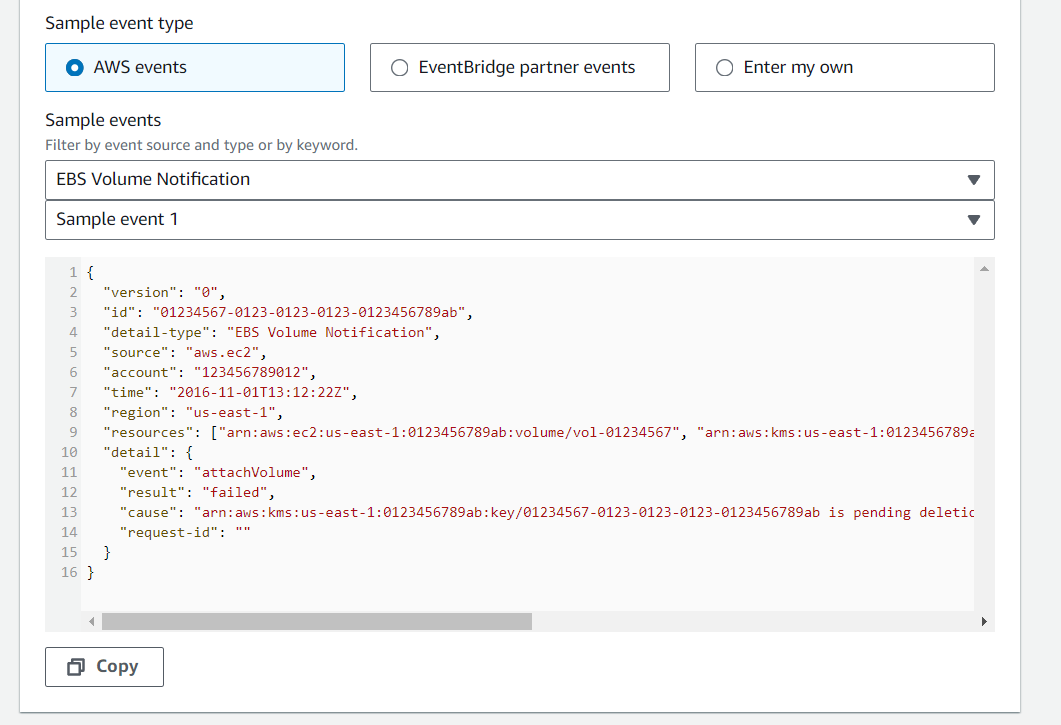 Sample event type
AWS events
EventBridge partner events
Enter my own
Sample events
Filter by event source and type or by keyword.
EBS Volume Notification
Sample event 1
1 {
2 "version": "0",
3 "id": "01234567-0123-0123-0123-0123456789ab",
4 "detail-type": "EBS Volume Notification",
5 "source": "aws.ec2",
6 "account": "123456789012",
7 "time": "2016-11-01T13:12:22Z",
8 "region": "us-east-1",
9 "resources": ["arn:aws:ec2:us-east-1:0123456789ab:volume/vol-01234567", "arn:aws:kms:us-east-1:0123456789a
10 "detail": {
11 "event": "attachVolume",
12 "result": "failed",
13 "cause": "arn:aws:kms:us-east-1:0123456789ab:key/01234567-0123-0123-0123-0123456789ab is pending deletio
14 "request-id": ""
15 }
16 }
Copy